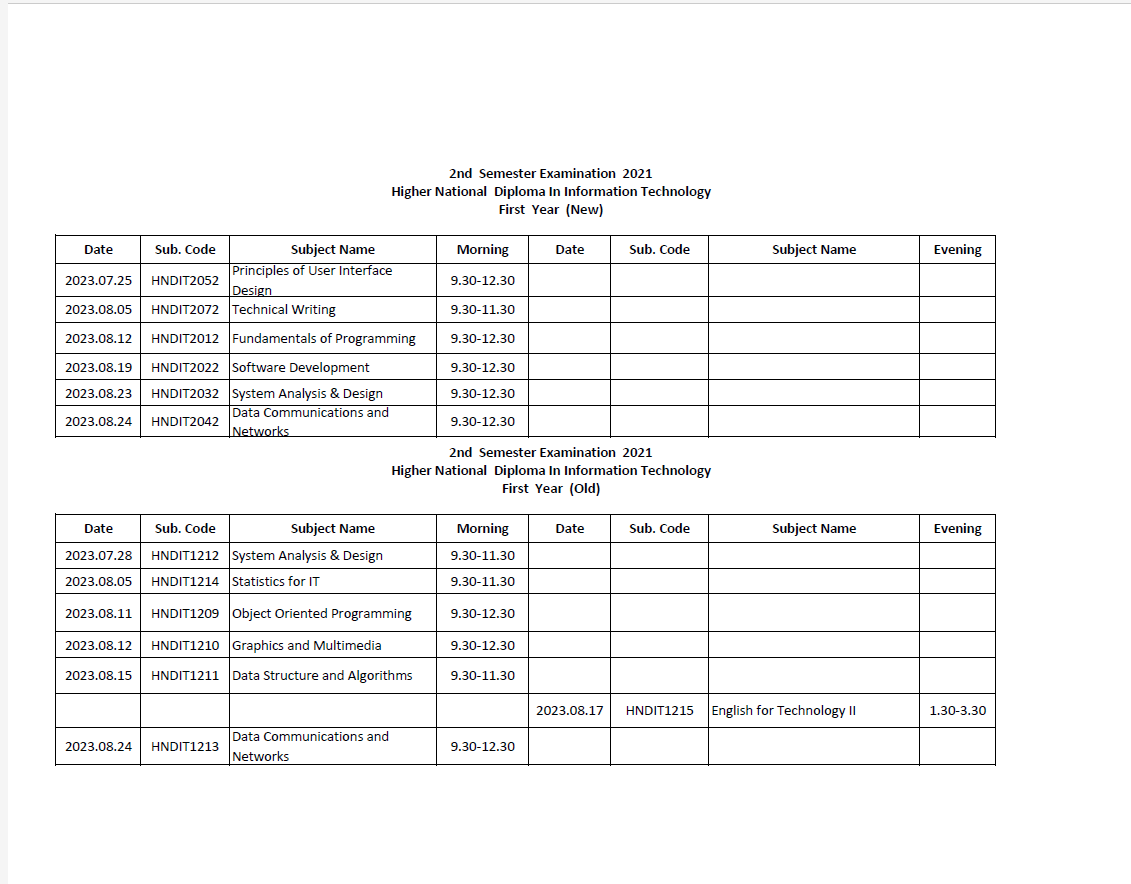 2nd Semester Examination 2021
Higher National Diploma In Information Technology
First Year (New)
Date Sub. Code Subject Name Morning Date Sub. Code Subject Name Evening
2023.07.25 HNDIT2052 Principles of User Interface Design 9.30-12.30
2023.08.05 HNDIT2072 Technical Writing 9.30-11.30
2023.08.12 HNDIT2012 Fundamentals of Programming 9.30-12.30
2023.08.19 HNDIT2022 Software Development 9.30-12.30
2023.08.23 HNDIT2032 System Analysis & Design 9.30-12.30
2023.08.24 HNDIT2042 Data Communications and Networks 9.30-12.30
2nd Semester Examination 2021
Higher National Diploma In Information Technology
First Year (Old)
Date Sub. Code Subject Name Morning Date Sub. Code Subject Name Evening
2023.07.28 HNDIT1212 System Analysis & Design 9.30-11.30
2023.08.05 HNDIT1214 Statistics for IT 9.30-11.30
2023.08.11 HNDIT1209 Object Oriented Programming 9.30-12.30
2023.08.12 HNDIT1210 Graphics and Multimedia 9.30-12.30
2023.08.15 HNDIT1211 Data Structure and Algorithms 9.30-11.30
2023.08.17 HNDIT1215 English for Technology II 1.30-3.30
2023.08.24 HNDIT1213 Data Communications and Networks 9.30-12.30